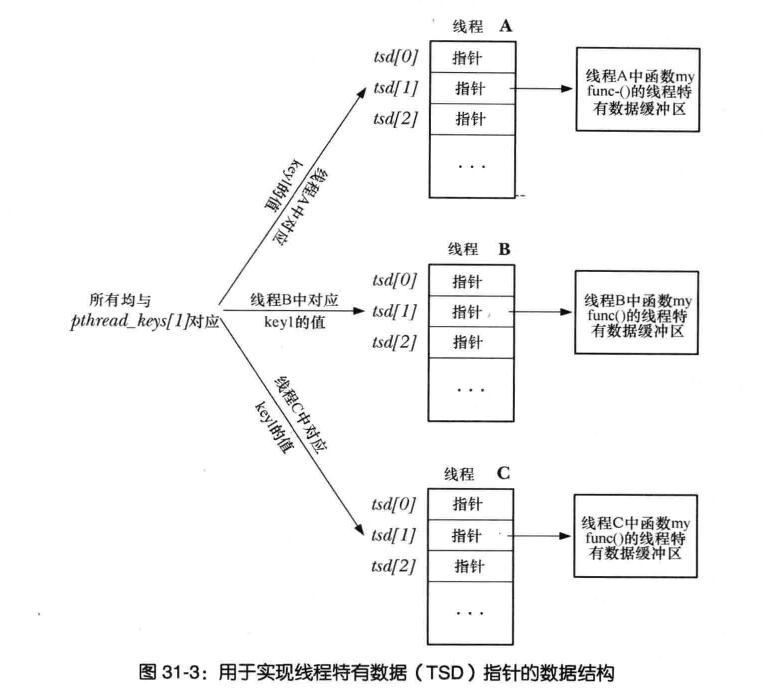 线程 A
tsd[0] 指针
tsd[1] 指针
tsd[2] 指针
...
线程A中函数my
func-()的线程特
有数据缓冲区
线程A中对应
key1的值
所有均与
pthread_keys[1]对应
线程B中对应
key1的值
线程 B
tsd[0] 指针
tsd[1] 指针
tsd[2] 指针
...
线程B中函数my
func()的线程特
有数据缓冲区
线程C中对应
key1的值
线程 C
tsd[0] 指针
tsd[1] 指针
tsd[2] 指针
...
线程C中函数my
func()的线程特
有数据缓冲区
图 31-3：用于实现线程特有数据（TSD）指针的数据结构